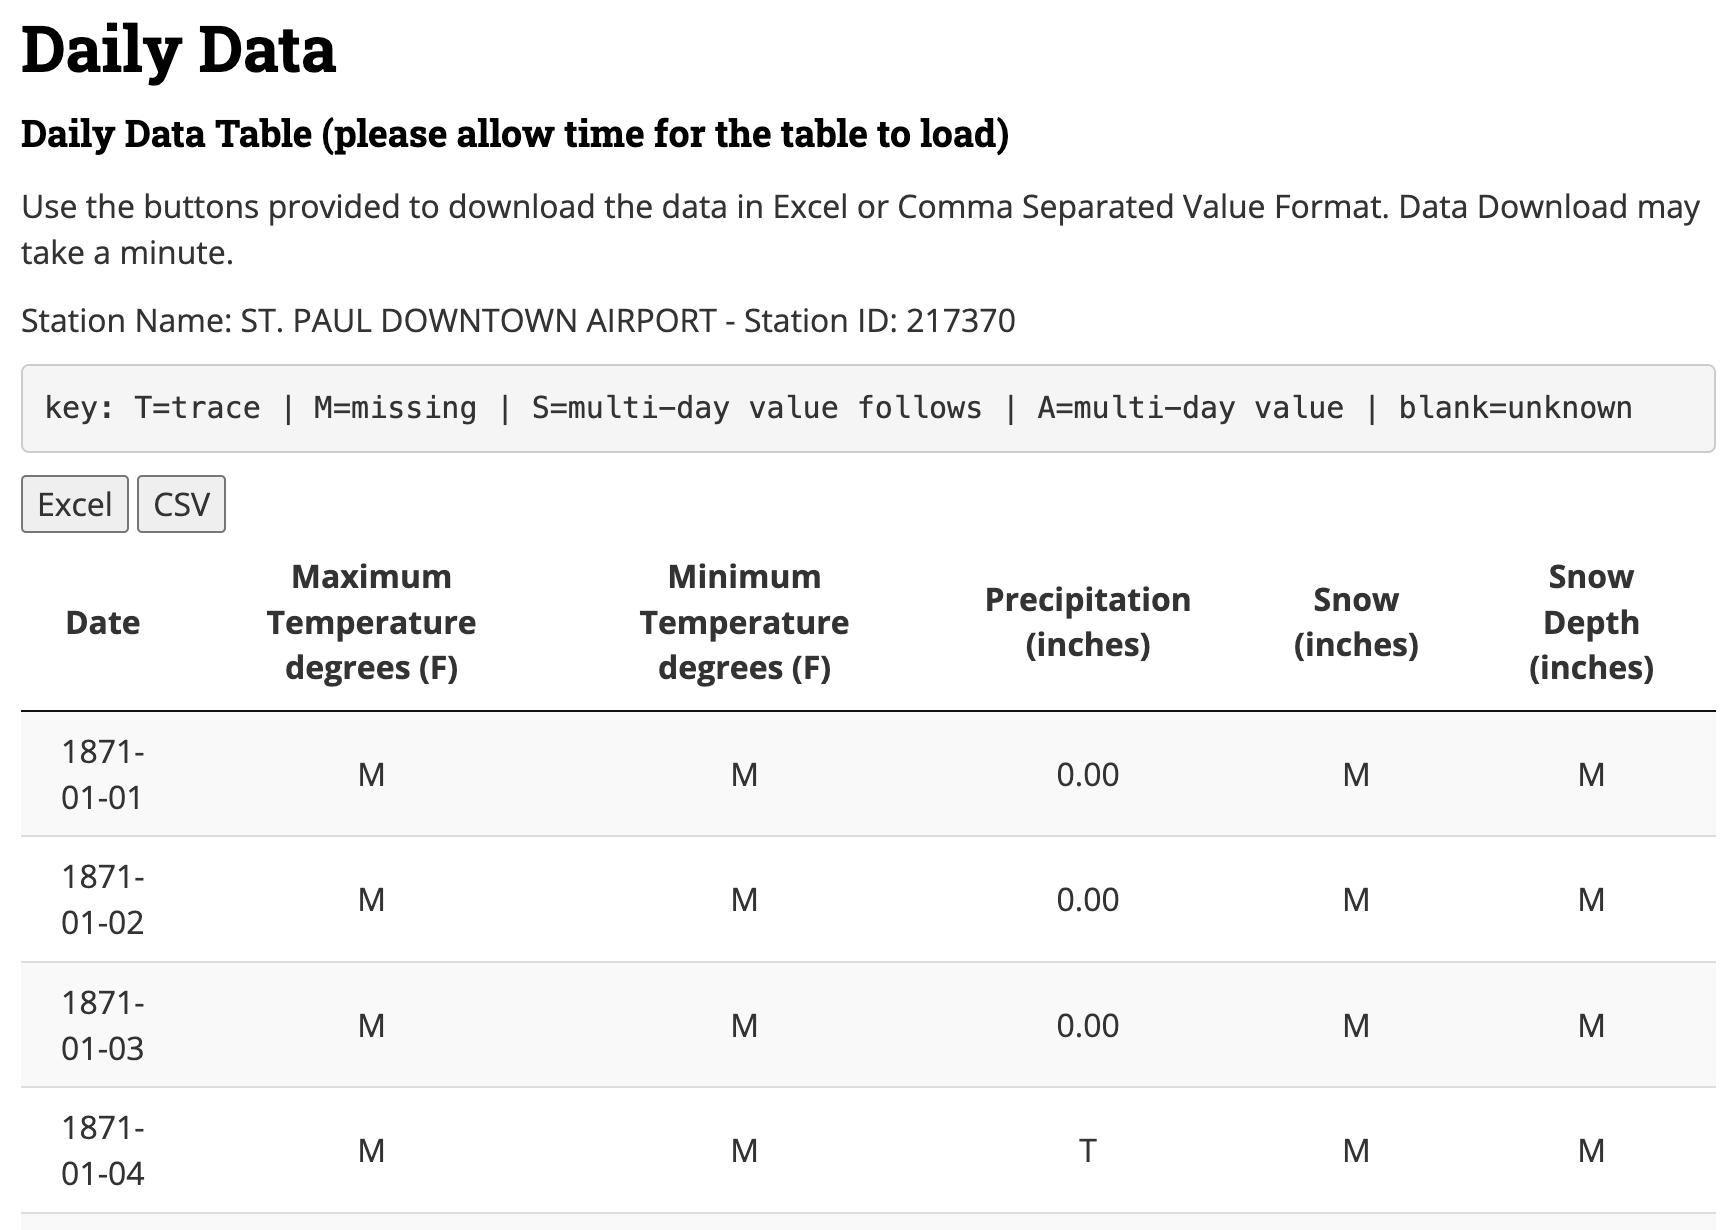 Daily Data
Daily Data Table (please allow time for the table to load)
Use the buttons provided to download the data in Excel or Comma Separated Value Format. Data Download may
take a minute.
Station Name: ST. PAUL DOWNTOWN AIRPORT - Station ID: 217370
key: T=trace | M=missing | S=multi-day value follows | A=multi-day value | blank=unknown
Excel CSV
Date Maximum Temperature degrees (F) Minimum Temperature degrees (F) Precipitation (inches) Snow (inches) Snow Depth (inches)
1871-01-01 M M 0.00 M M
1871-01-02 M M 0.00 M M
1871-01-03 M M 0.00 M M
1871-01-04 M M T M M